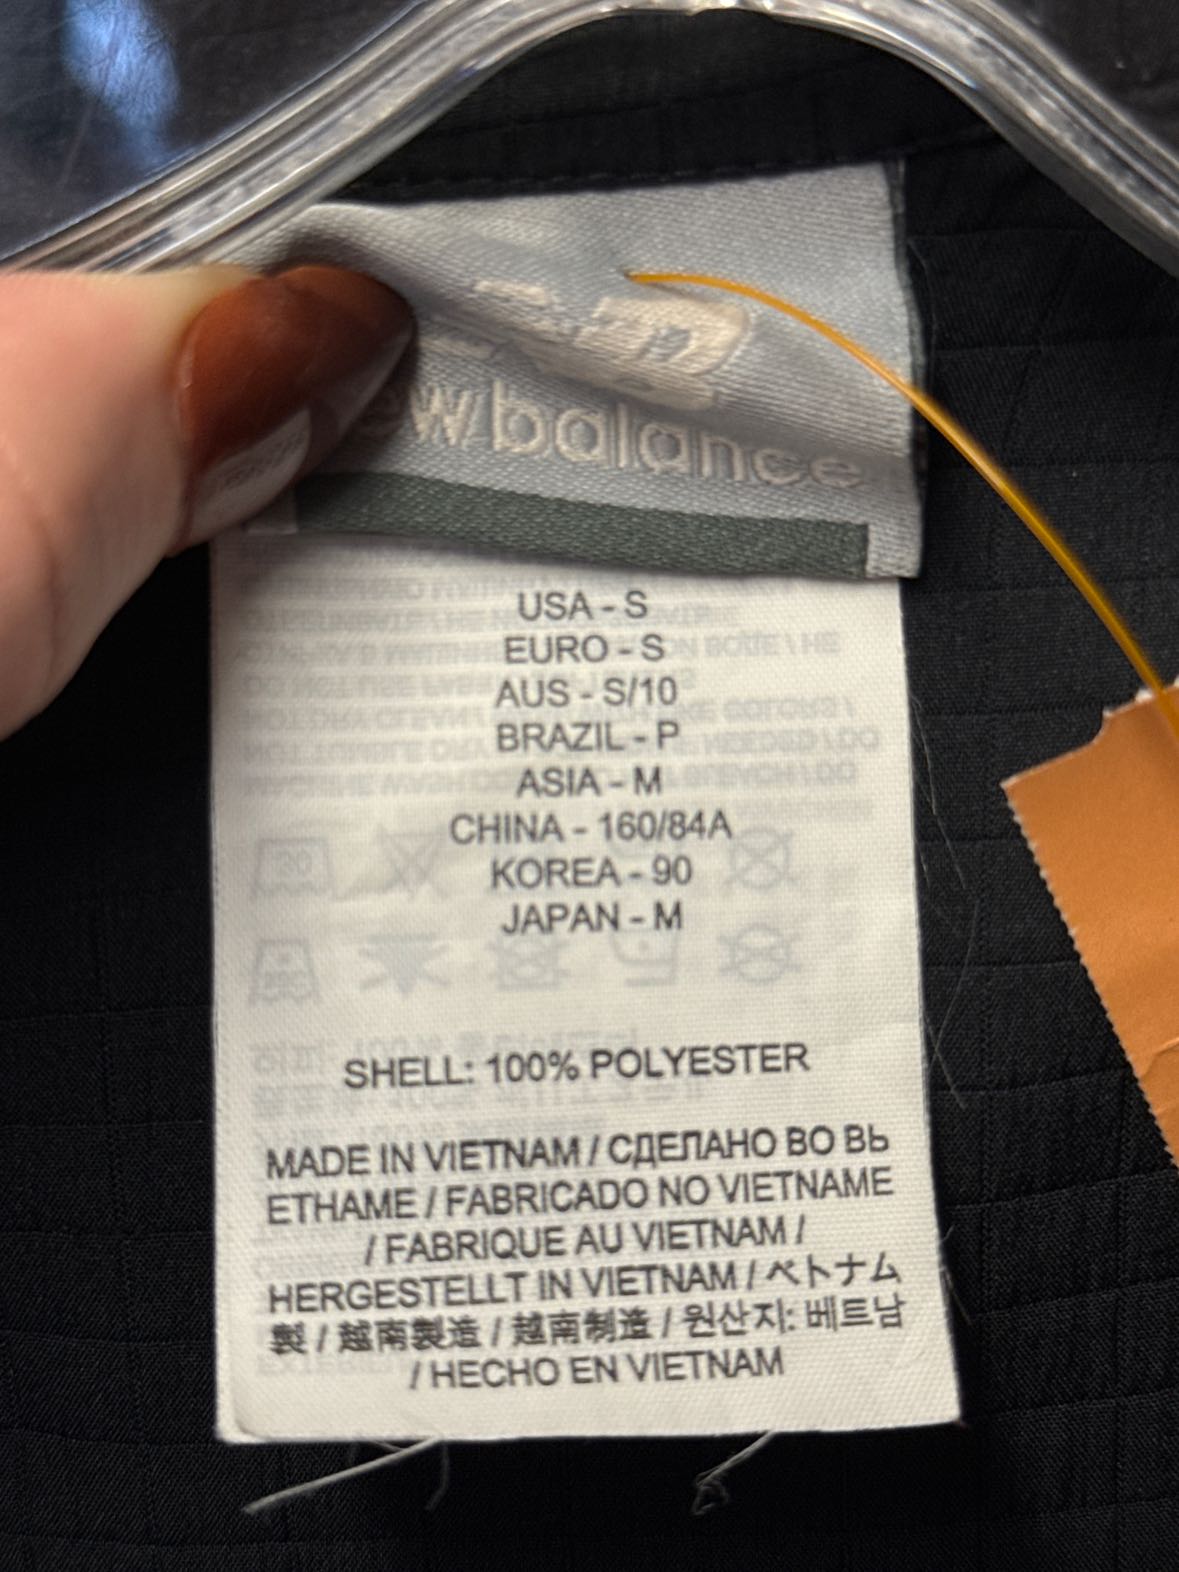 new balance
USA - S
EURO - S
AUS - S/10
BRAZIL - P
ASIA - M
CHINA - 160/84A
KOREA - 90
JAPAN - M
SHELL: 100% POLYESTER
MADE IN VIETNAM / СДЕЛАНО ВО ВЬ
ЕТНАМЕ / FABRICADO NO VIETNAME
/ FABRIQUE AU VIETNAM /
HERGESTELLT IN VIETNAM / ベトナム
製 / 越南製造 / 越南制造 / 원산지: 베트남
/ HECHO EN VIETNAM